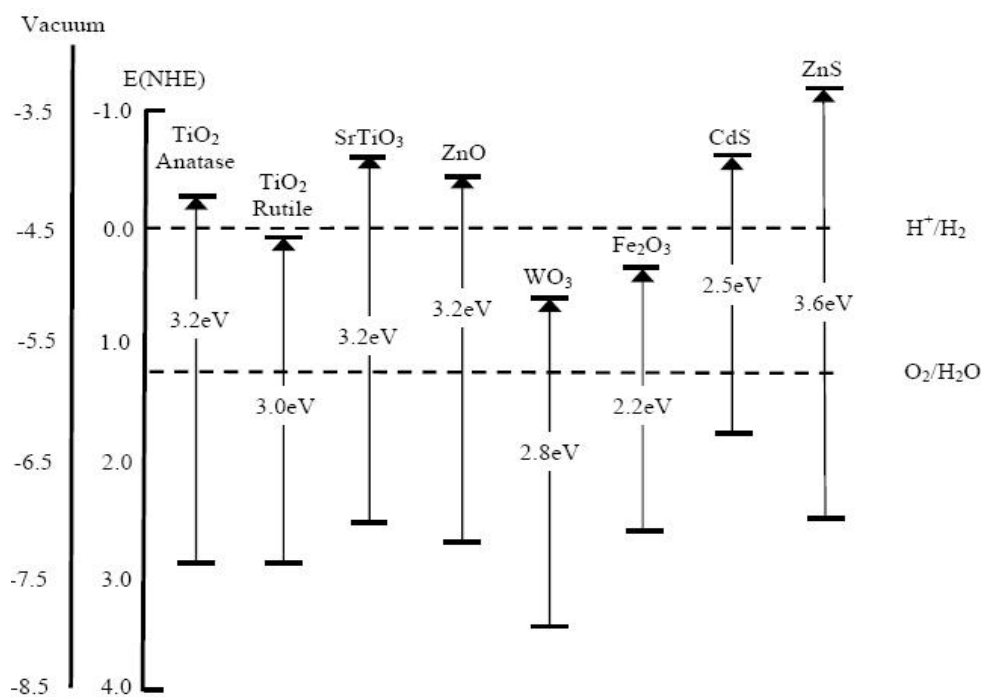 Vacuum
E(NHE)
ZnS
-3.5
-1.0
TiO₂
Anatase
SrTiO₃
ZnO
CdS
TiO₂
Rutile
-4.5
0.0
H⁺/H₂
Fe₂O₃
WO₃
2.5eV
3.2eV
3.2eV
3.2eV
3.6eV
-5.5
1.0
O₂/H₂O
3.0eV
2.2eV
2.8eV
-6.5
2.0
-7.5
3.0
-8.5
4.0